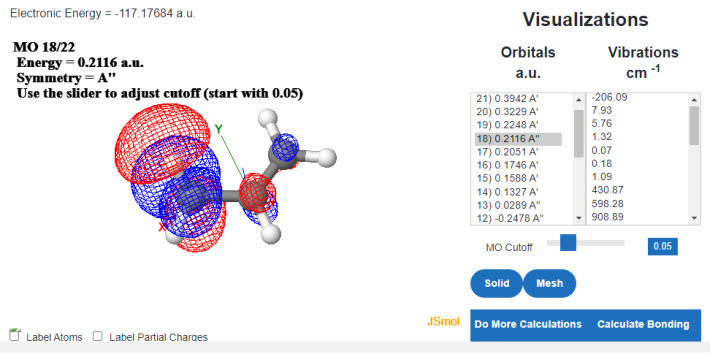 Electronic Energy = -117.17684 a.u.
MO 18/22
Energy = 0.2116 a.u.
Symmetry = A"
Use the slider to adjust cutoff (start with 0.05)
Y
X
Label Atoms
Label Partial Charges
JSmol
Visualizations
Orbitals
a.u.
21) 0.3942 A'
20) 0.3229 A'
19) 0.2248 A'
18) 0.2116 A"
17) 0.2051 A'
16) 0.1746 A'
15) 0.1588 A'
14) 0.1327 A'
13) 0.0289 A"
12) -0.2478 A"
Vibrations
cm -1
-206.09
7.93
5.76
1.32
0.07
0.18
1.09
430.87
598.28
908.89
MO Cutoff
0.05
Solid
Mesh
Do More Calculations
Calculate Bonding